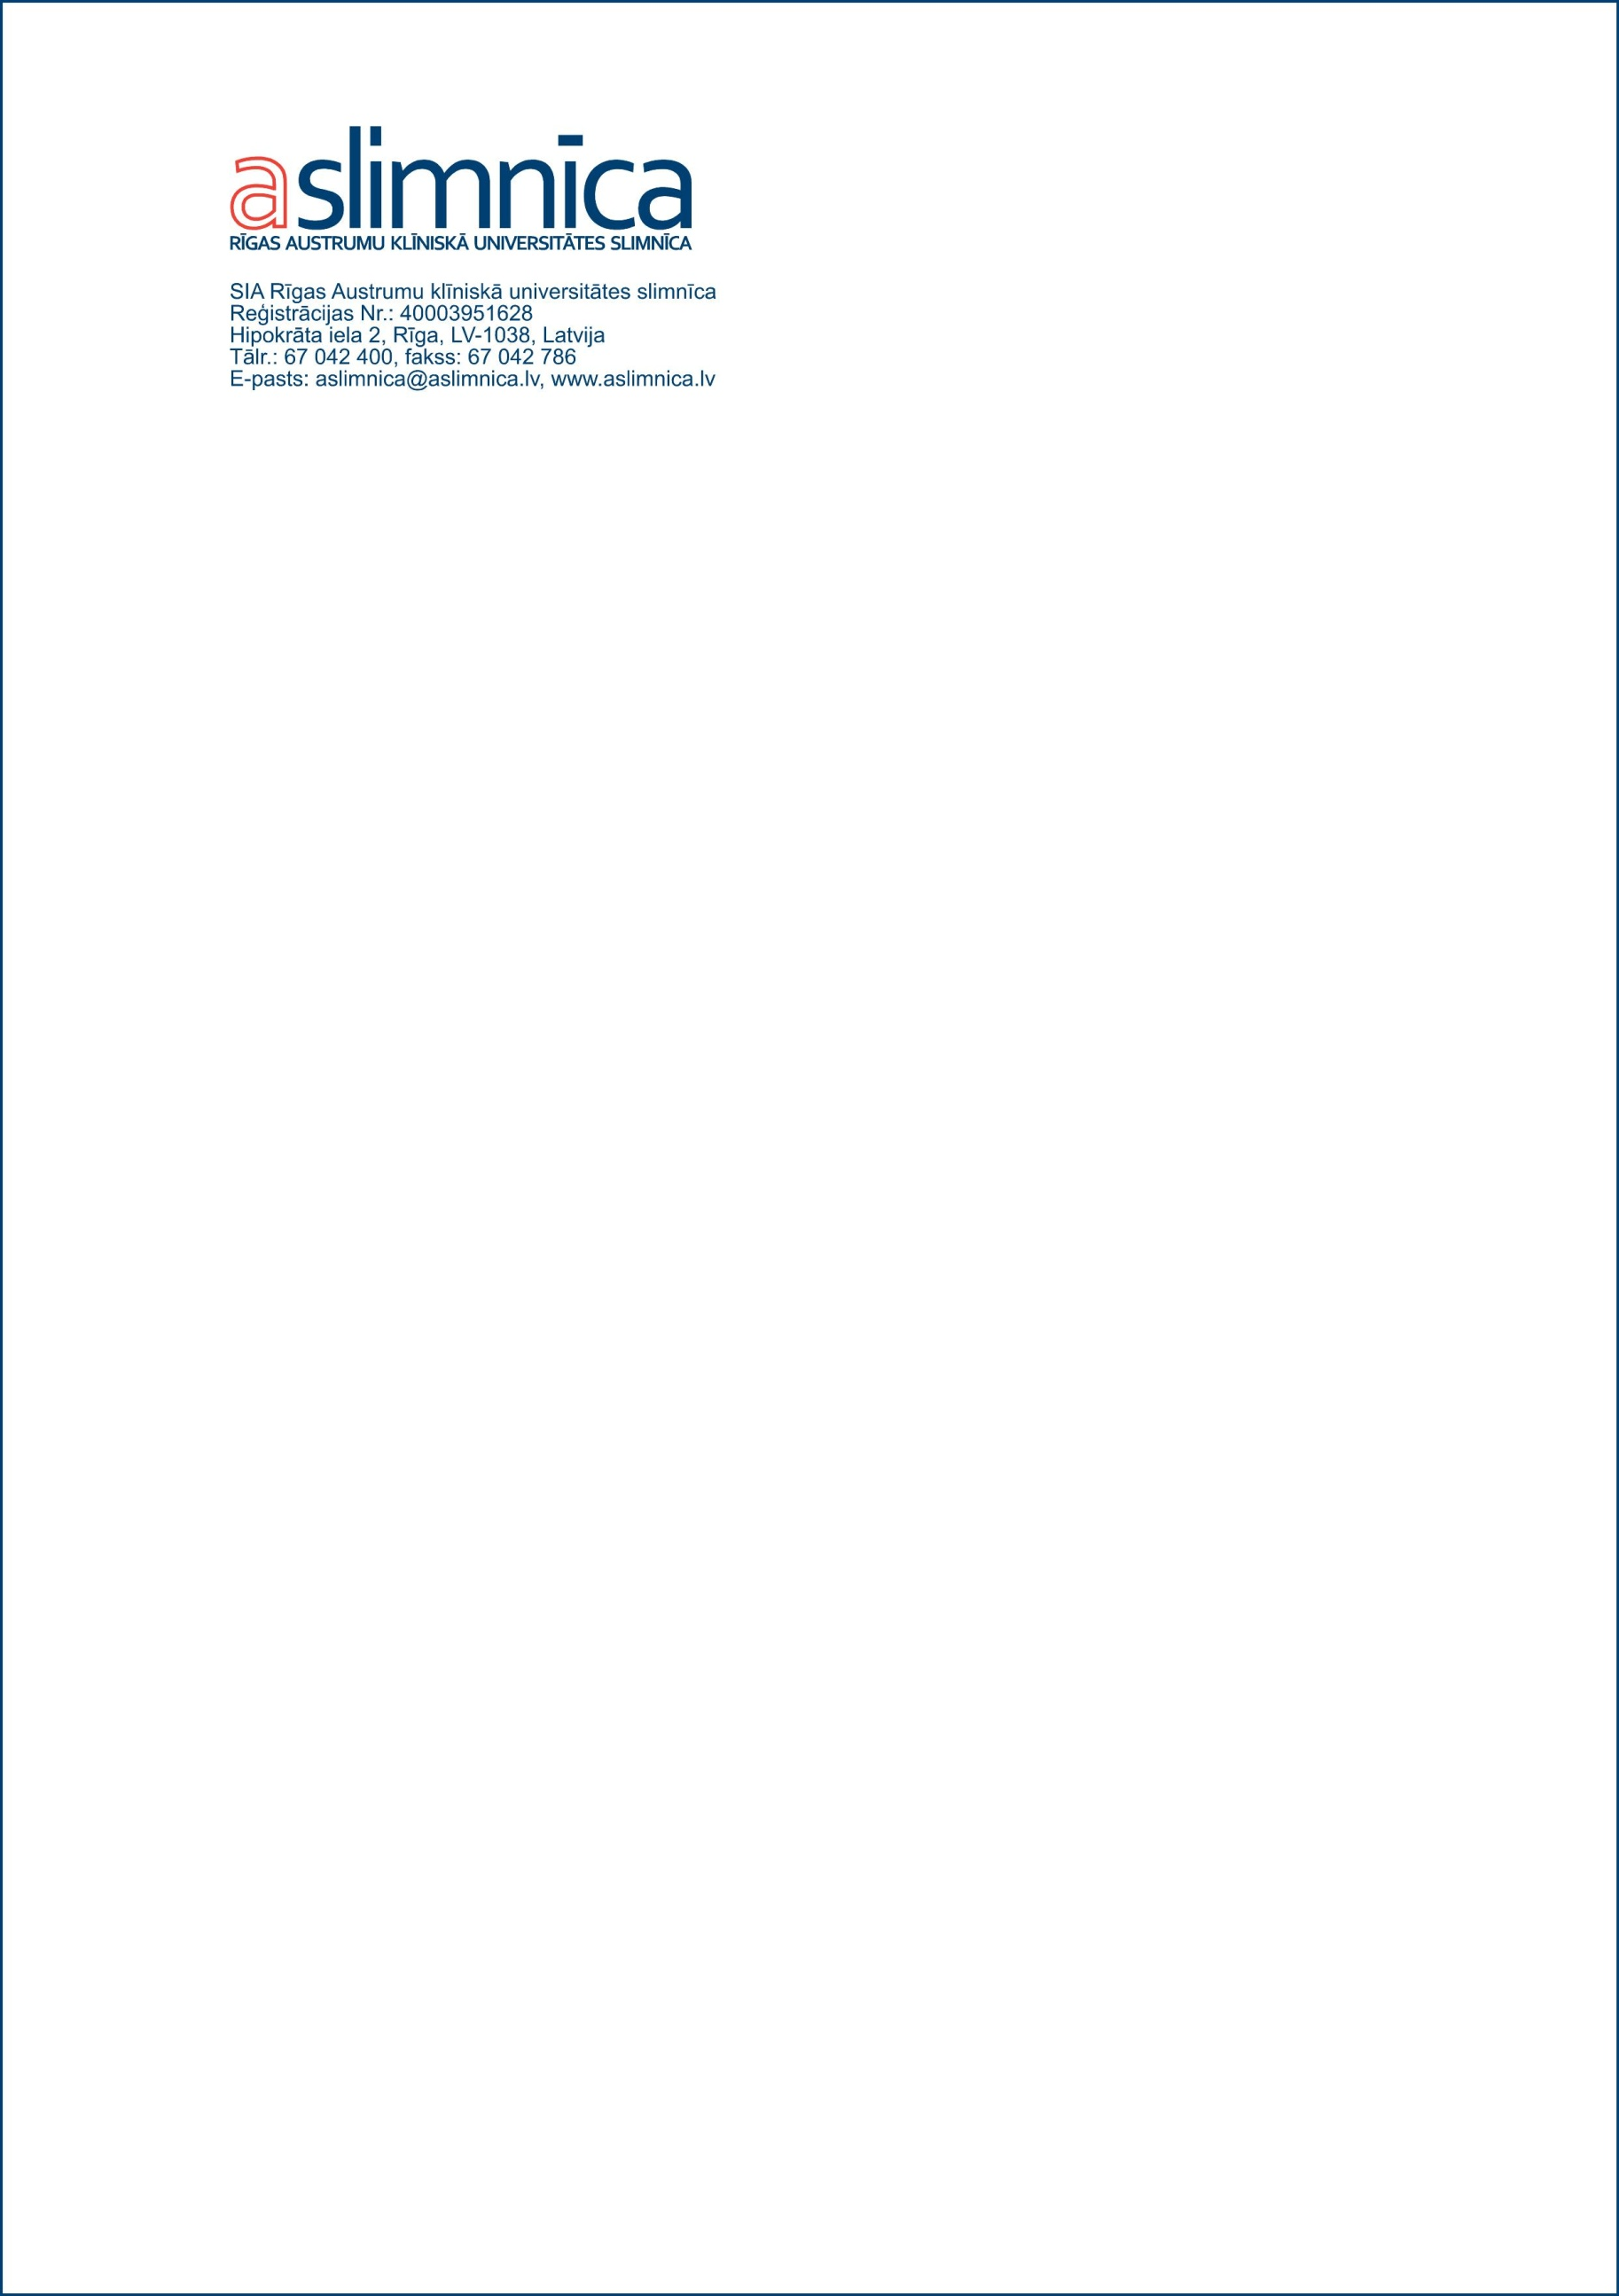 aslimnīca
RĪGAS AUSTRUMU KLĪNISKĀ UNIVERSITĀTES SLIMNĪCA
SIA Rīgas Austrumu klīniskā universitātes slimnīca
Reģistrācijas Nr.: 40003951628
Hipokrāta iela 2, Rīga, LV-1038, Latvija
Tālr.: 67 042 400, fakss: 67 042 786
E-pasts: aslimnica@aslimnica.lv, www.aslimnica.lv